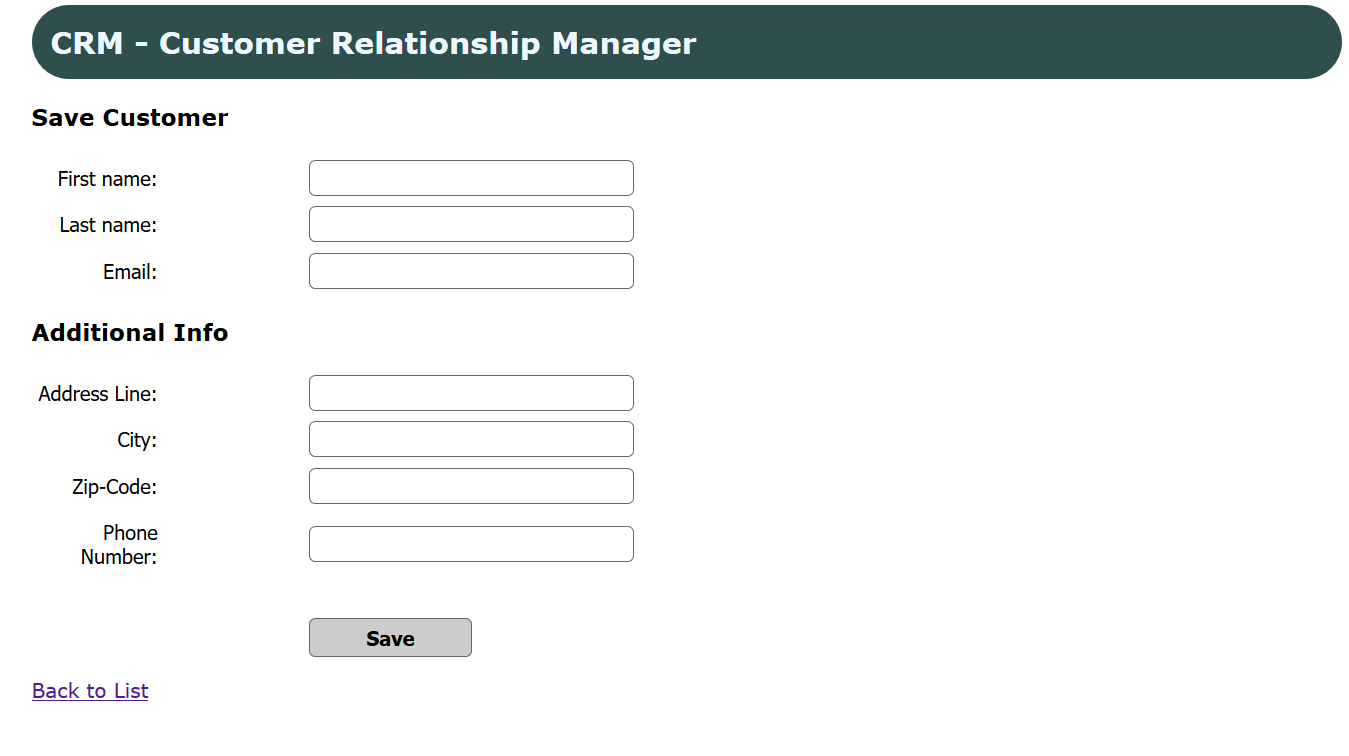 CRM – Customer Relationship Manager
Save Customer
First name:
Last name:
Email:
Additional Info
Address Line:
City:
Zip-Code:
Phone
Number:
Save
Back to List